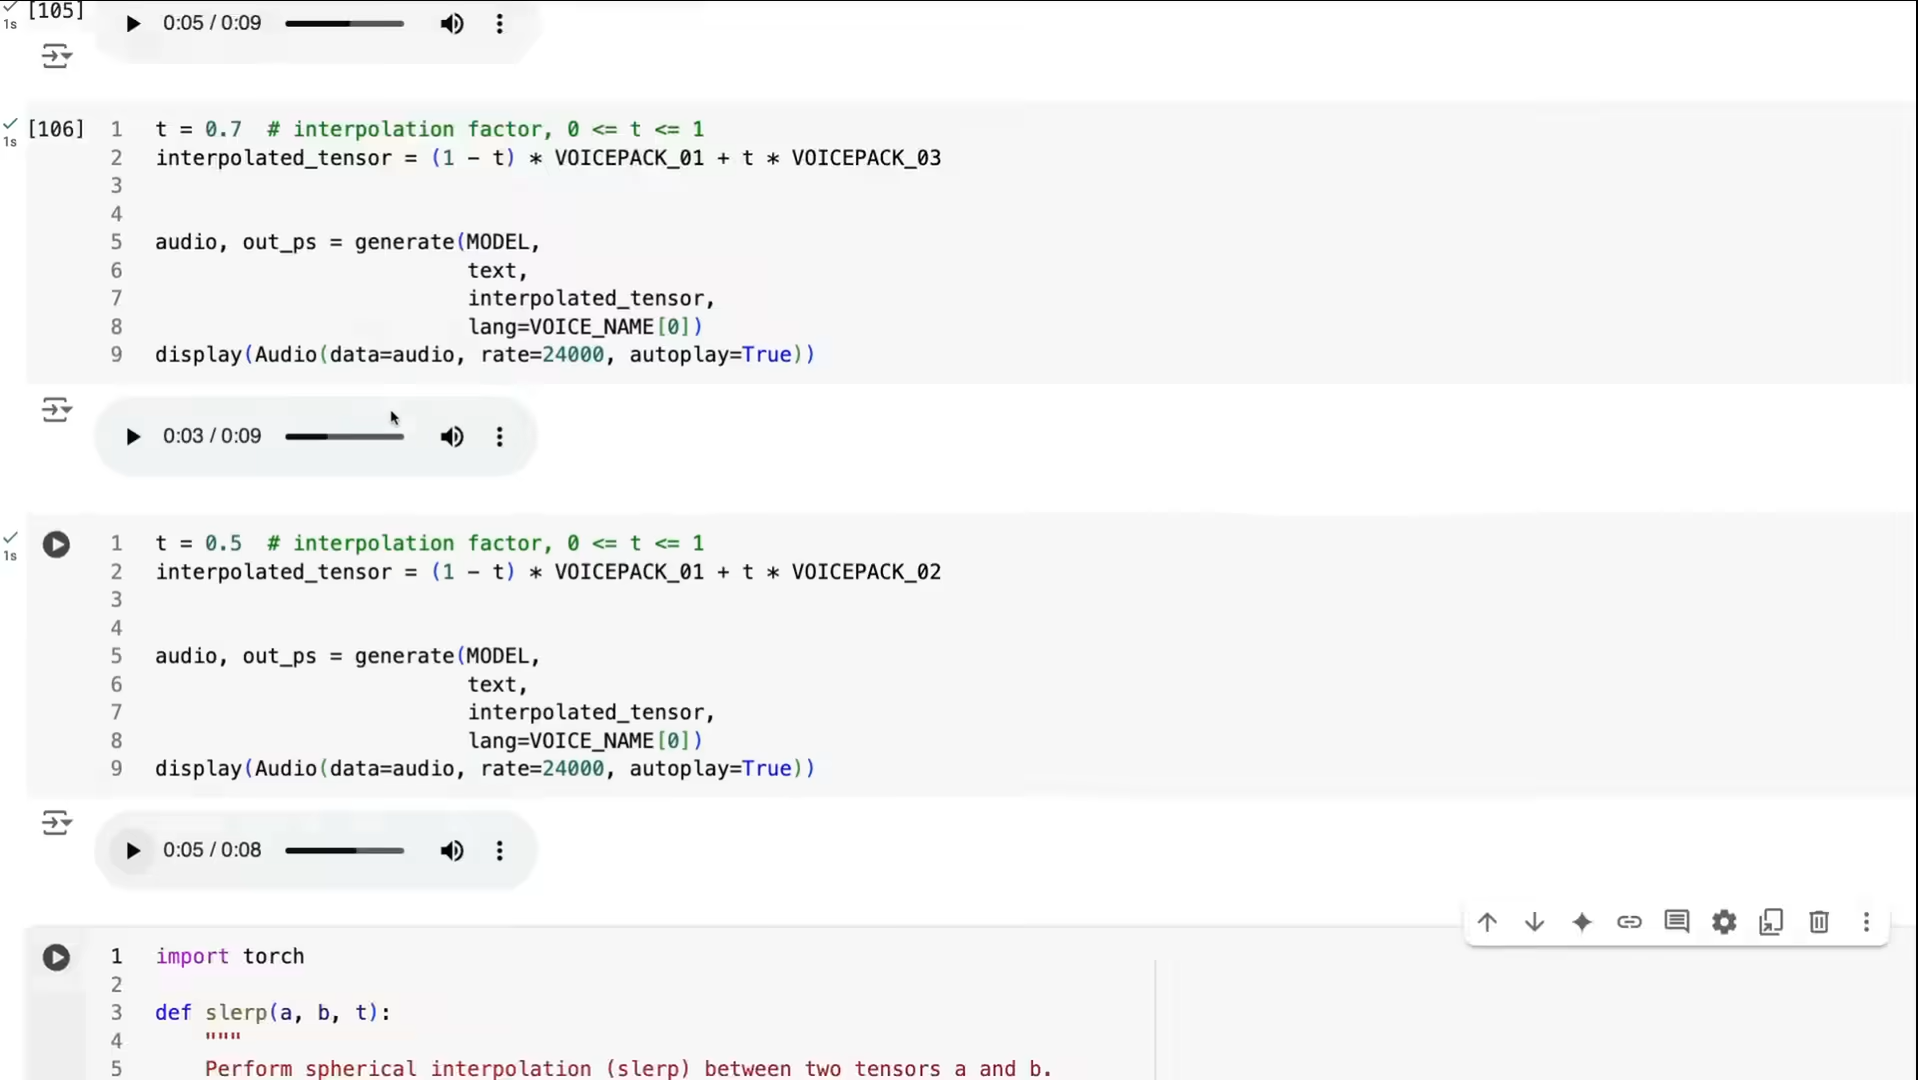 [105]
1s
0:05 / 0:09
1s
[106]
1 t = 0.7  # interpolation factor, 0 <= t <= 1
2 interpolated_tensor = (1 - t) * VOICEPACK_01 + t * VOICEPACK_03
3
4
5 audio, out_ps = generate(MODEL,
6                          text,
7                          interpolated_tensor,
8                          lang=VOICE_NAME[0])
9 display(Audio(data=audio, rate=24000, autoplay=True))
0:03 / 0:09
1s
1 t = 0.5  # interpolation factor, 0 <= t <= 1
2 interpolated_tensor = (1 - t) * VOICEPACK_01 + t * VOICEPACK_02
3
4
5 audio, out_ps = generate(MODEL,
6                          text,
7                          interpolated_tensor,
8                          lang=VOICE_NAME[0])
9 display(Audio(data=audio, rate=24000, autoplay=True))
0:05 / 0:08
1 import torch
2
3 def slerp(a, b, t):
4     """
5     Perform spherical interpolation (slerp) between two tensors a and b.